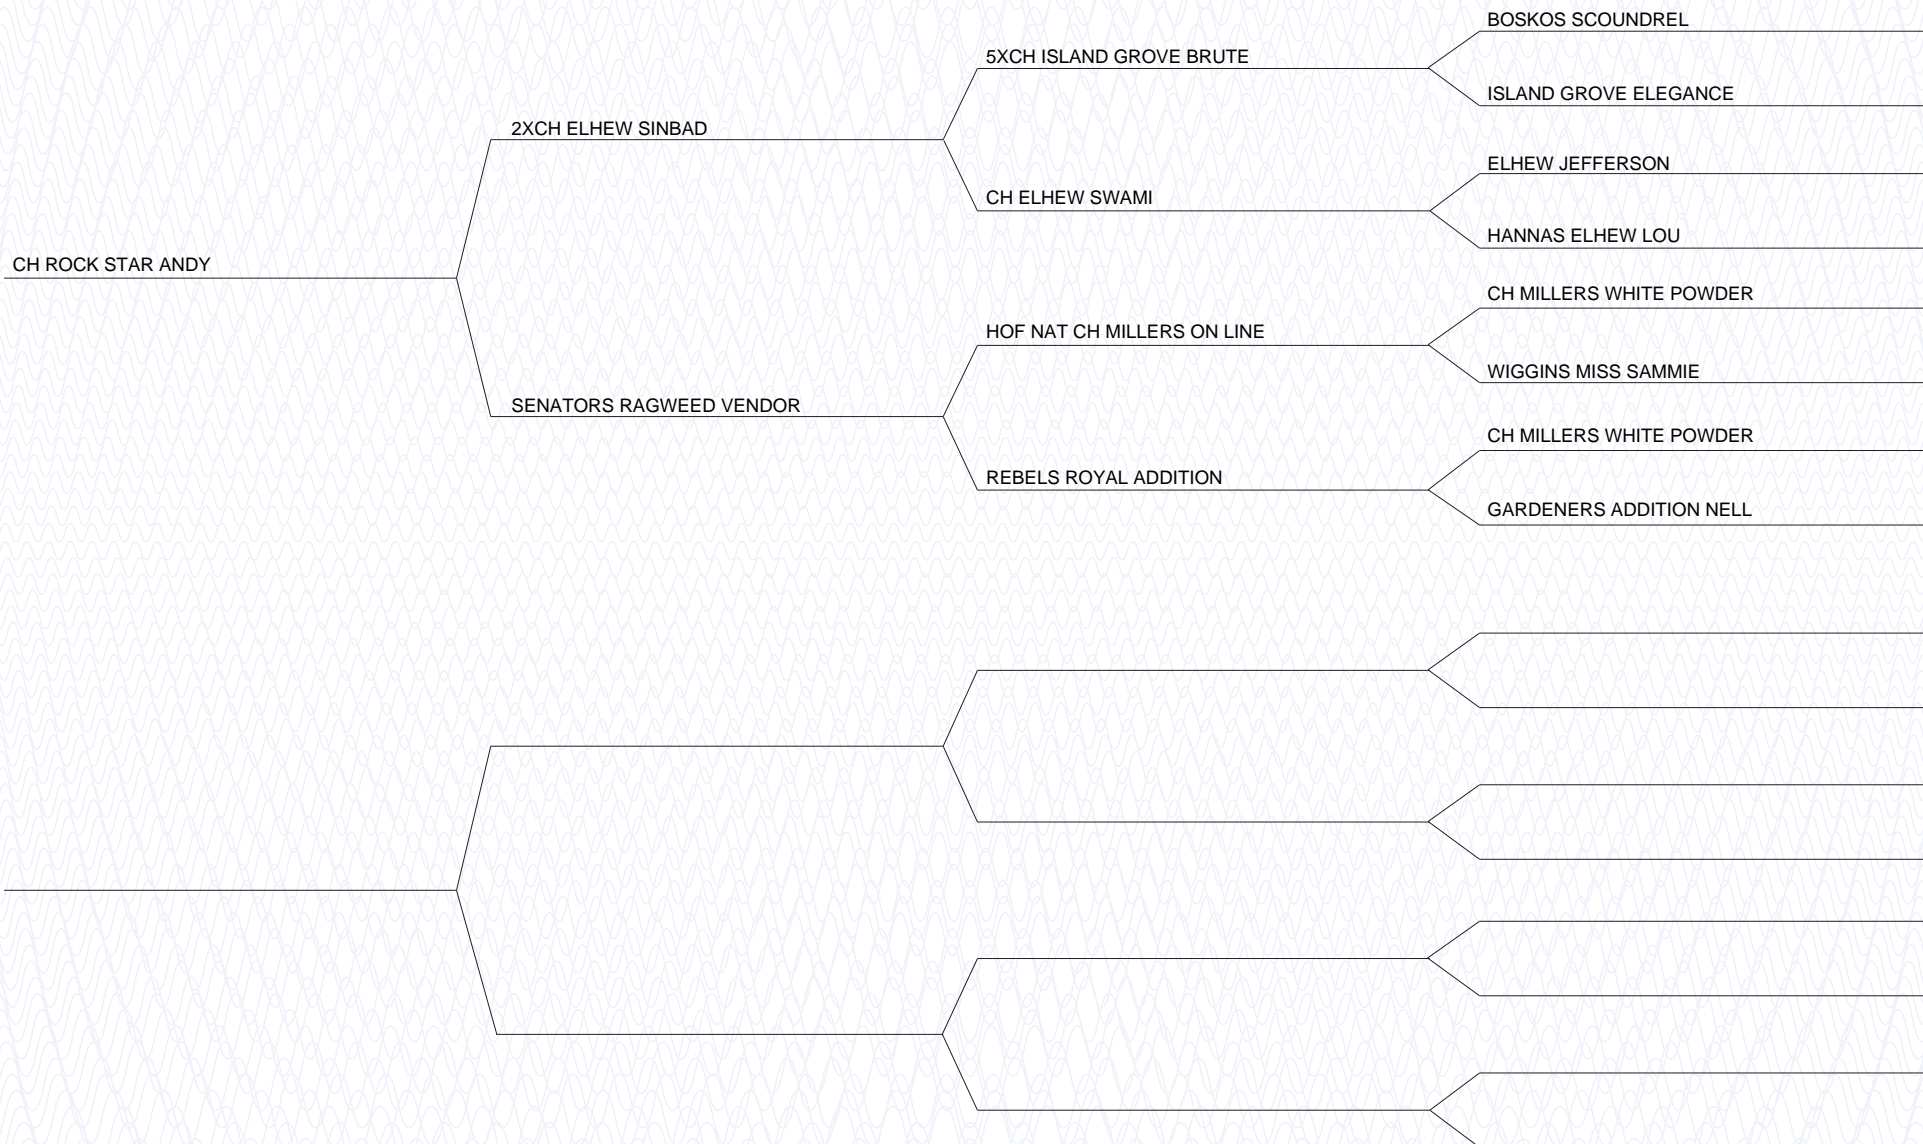 BOSKOS SCOUNDREL
5XCH ISLAND GROVE BRUTE
ISLAND GROVE ELEGANCE
2XCH ELHEW SINBAD
ELHEW JEFFERSON
CH ELHEW SWAMI
HANNAS ELHEW LOU
CH ROCK STAR ANDY
CH MILLERS WHITE POWDER
HOF NAT CH MILLERS ON LINE
WIGGINS MISS SAMMIE
SENATORS RAGWEED VENDOR
CH MILLERS WHITE POWDER
REBELS ROYAL ADDITION
GARDENERS ADDITION NELL